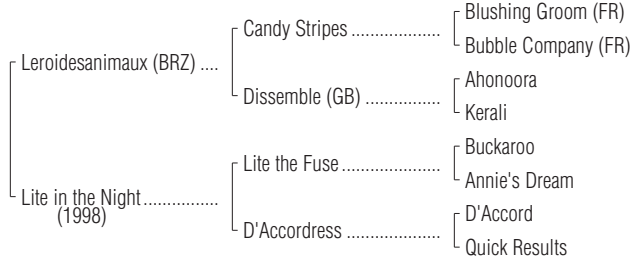 Blushing Groom (FR)
Candy Stripes ....................
Bubble Company (FR)
Leroidesanimaux (BRZ) ....
Ahonoora
Dissemble (GB) .................
Kerali
Buckaroo
Lite the Fuse ......................
Annie's Dream
Lite in the Night .................
(1998)
D'Accord
D'Accordress .....................
Quick Results